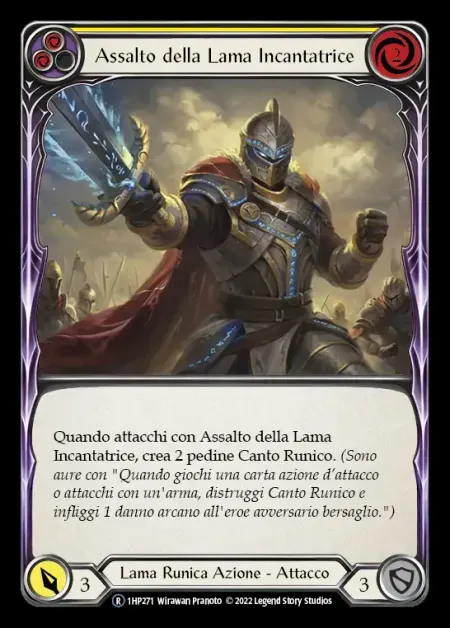 Assalto della Lama Incantatrice
2
Quando attacchi con Assalto della Lama
Incantatrice, crea 2 pedine Canto Runico. (Sono
aure con "Quando giochi una carta azione d'attacco
o attacchi con un'arma, distruggi Canto Runico e
infliggi 1 danno arcano all'eroe avversario bersaglio.")
3
Lama Runica Azione - Attacco
3
R 1HP271 Wirawan Pranoto © 2022 Legend Story Studios